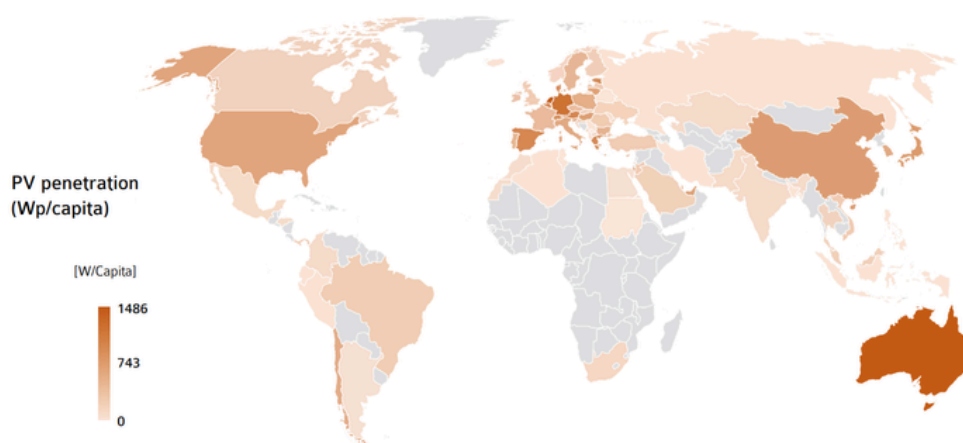 PV penetration
(Wp/capita)
[W/Capita]
1486
743
0